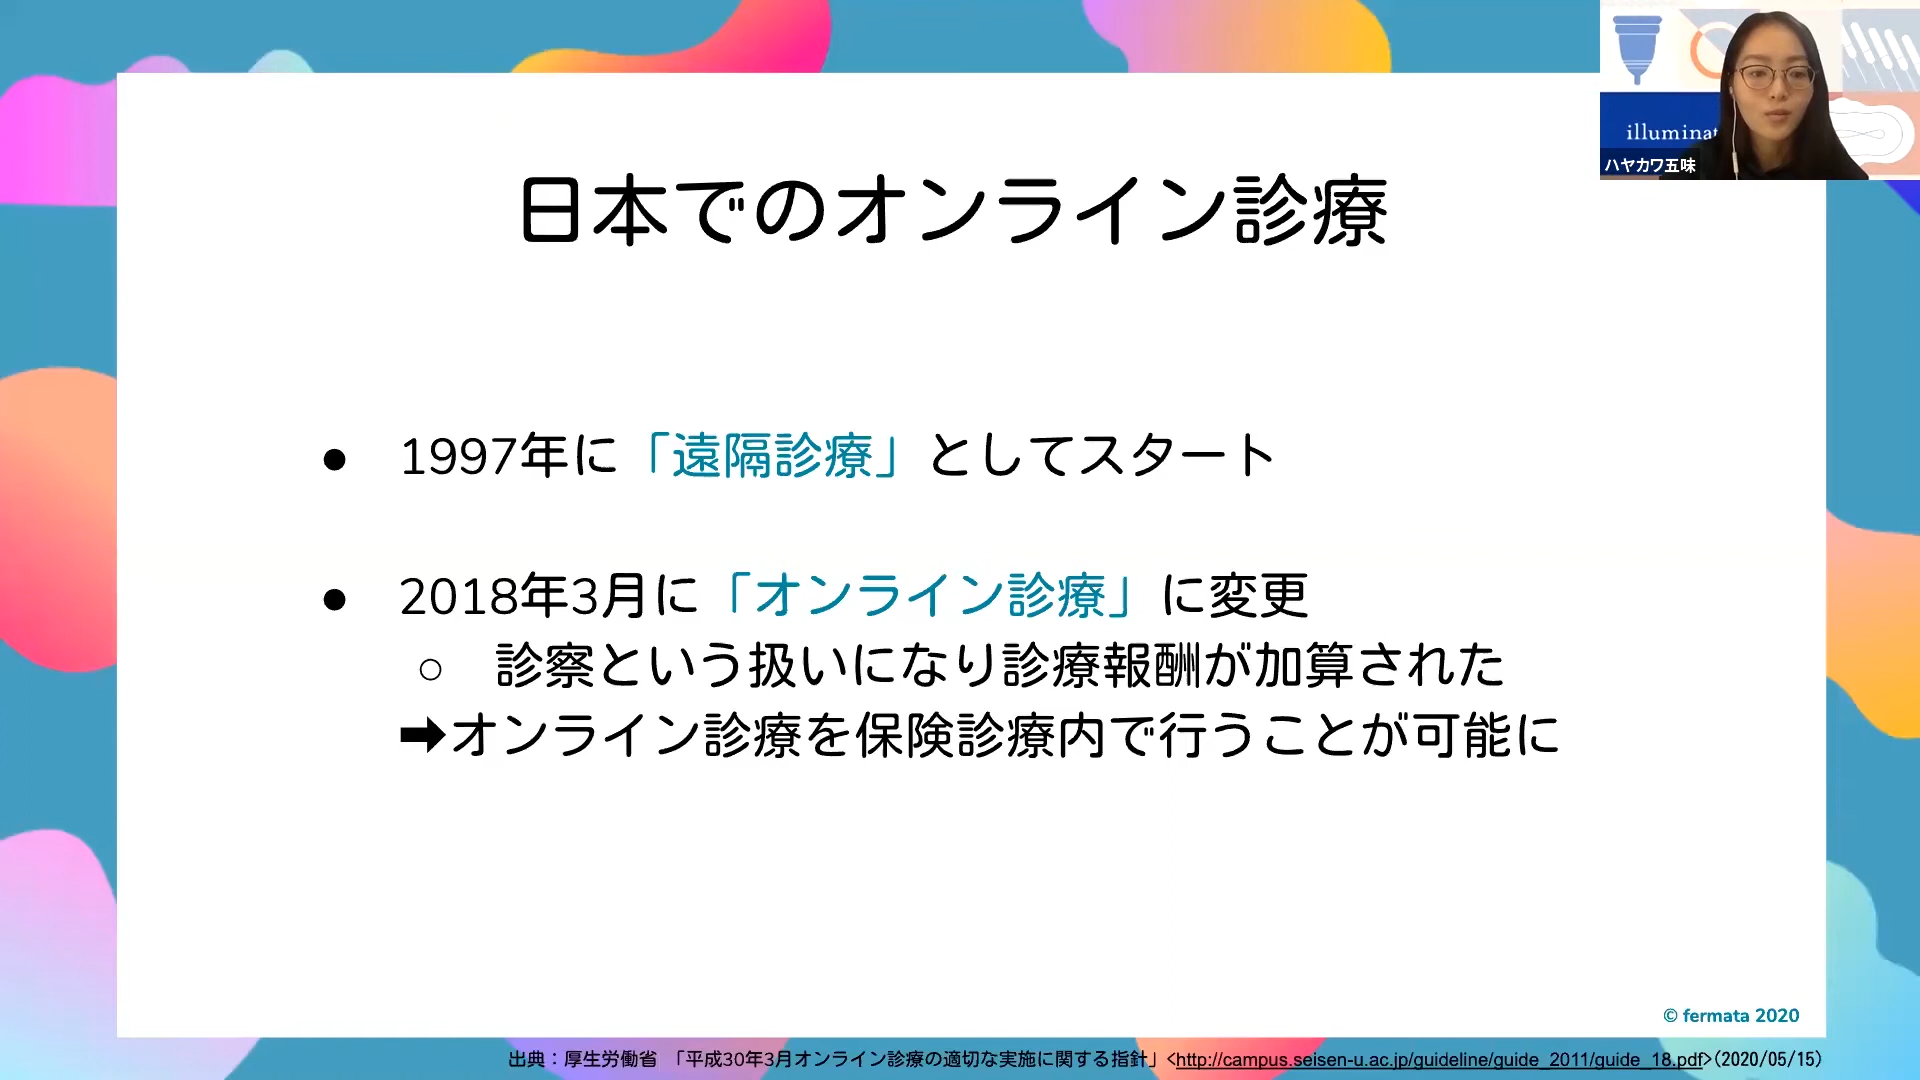 illuminat
ハヤカワ五味
日本でのオンライン診療
● 1997年に「遠隔診療」としてスタート
● 2018年3月に「オンライン診療」に変更
○ 診察という扱いになり診療報酬が加算された
➡オンライン診療を保険診療内で行うことが可能に
© fermata 2020
出典：厚生労働省 「平成30年3月オンライン診療の適切な実施に関する指針」<http://campus.seisen-u.ac.jp/guideline/guide_2011/guide_18.pdf>(2020/05/15)